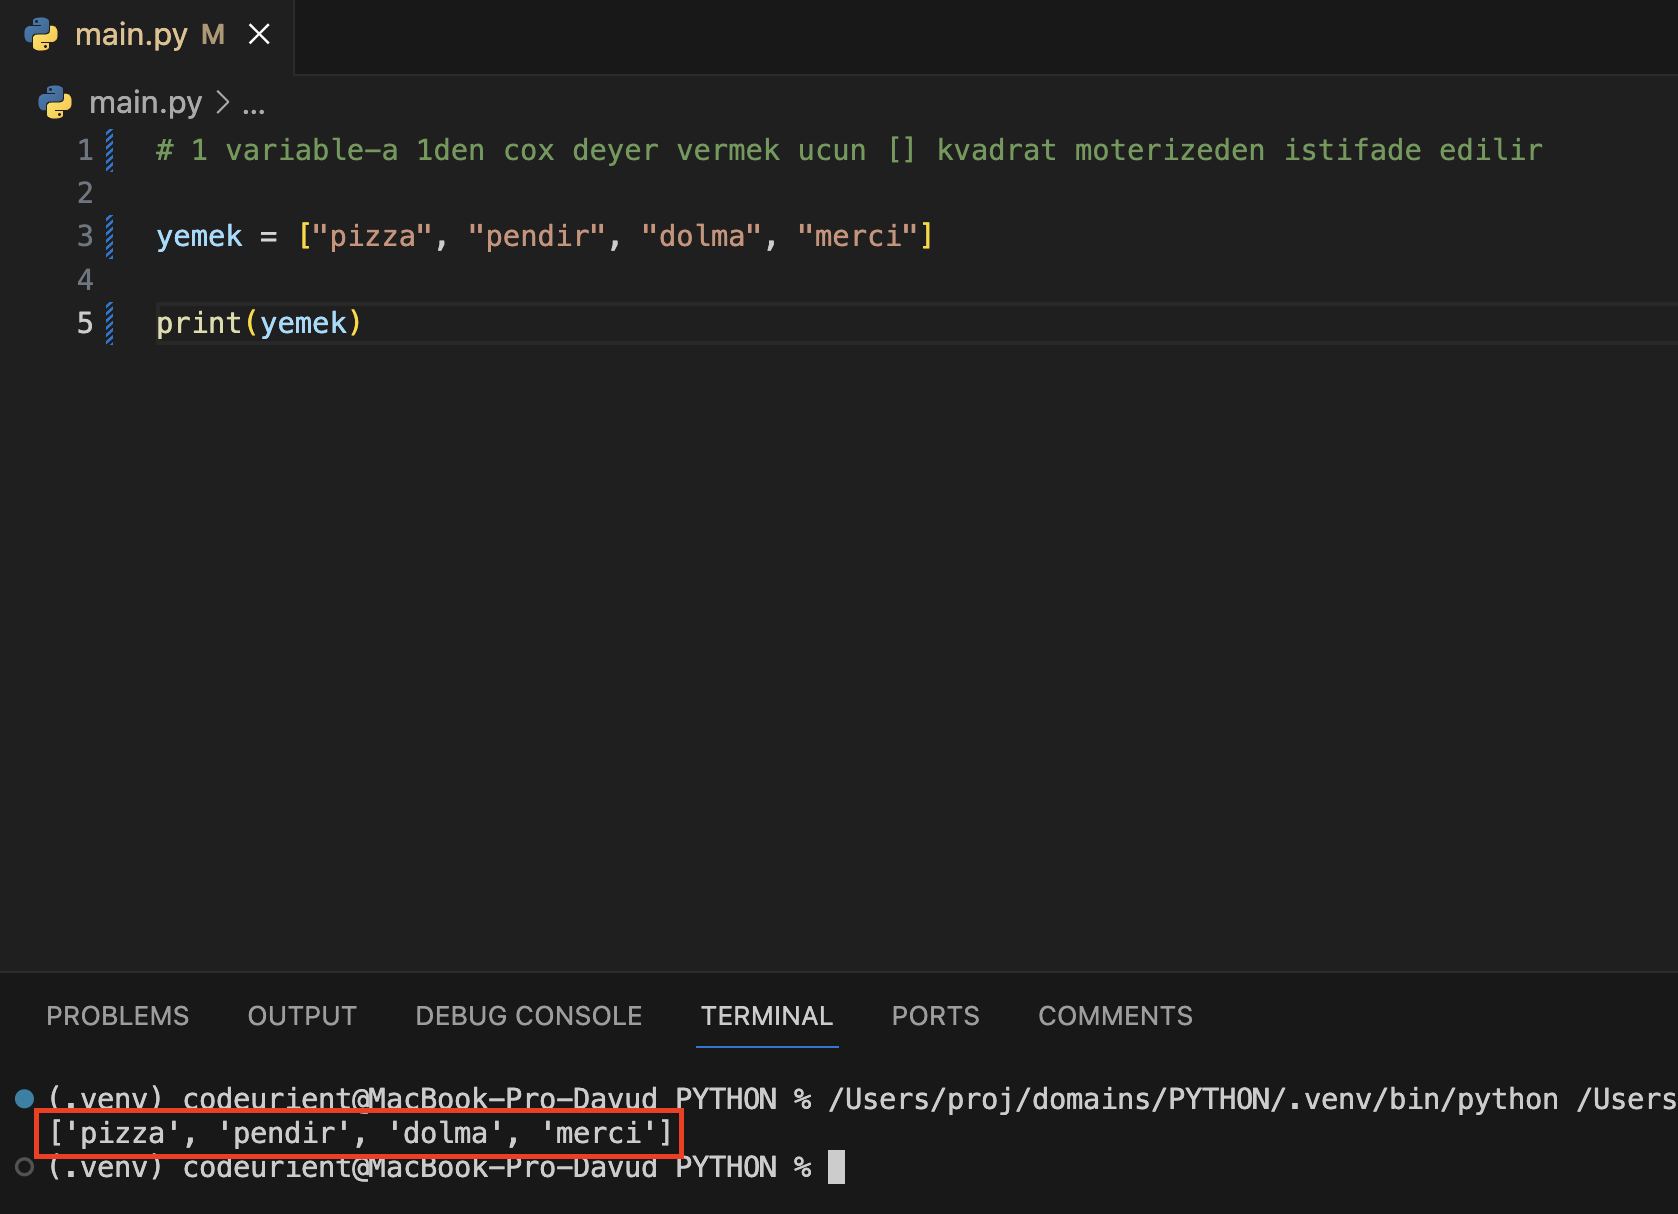 main.py M
main.py > ...
1 # 1 variable-a 1den cox deyer vermek ucun [] kvadrat moterizeden istifade edilir
2
3 yemek = ["pizza", "pendir", "dolma", "merci"]
4
5 print(yemek)
PROBLEMS OUTPUT DEBUG CONSOLE TERMINAL PORTS COMMENTS
(.venv) codeurient@MacBook-Pro-Davud PYTHON % /Users/proj/domains/PYTHON/.venv/bin/python /Users
['pizza', 'pendir', 'dolma', 'merci']
(.venv) codeurient@MacBook-Pro-Davud PYTHON %